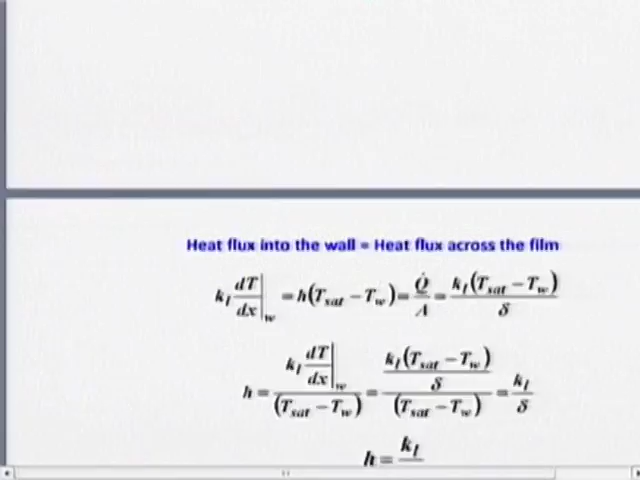 Heat flux into the wall = Heat flux across the film
k_l dT/dx|_w = h(T_sat − T_w) = Q̇/A = k_l(T_sat − T_w)/δ
h = k_l dT/dx|_w / (T_sat − T_w) = (k_l(T_sat − T_w)/δ) / (T_sat − T_w) = k_l/δ
h = k_l